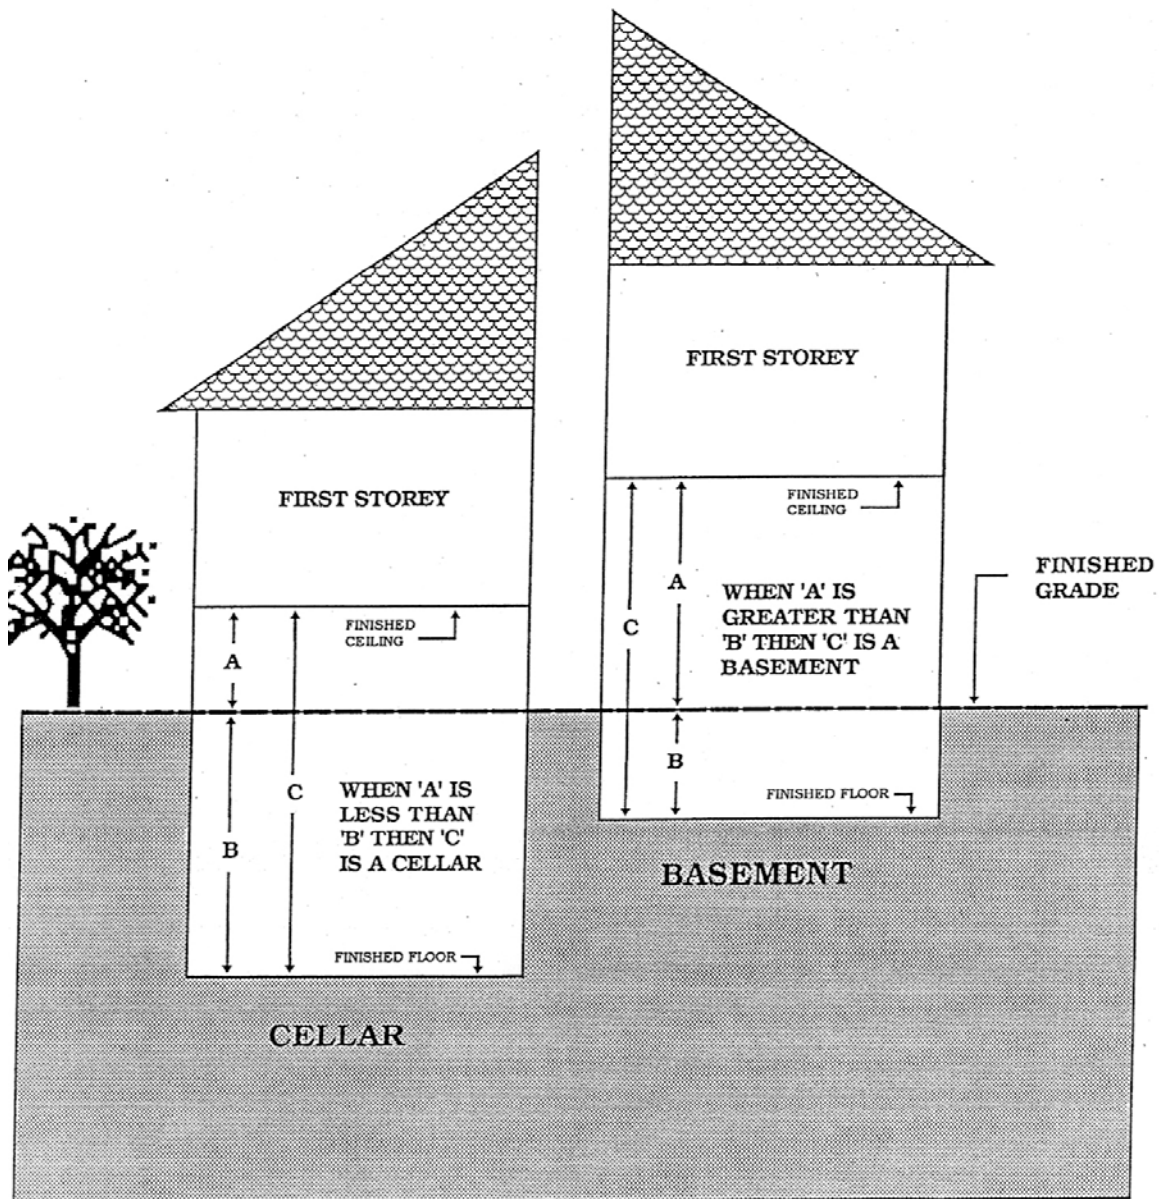 FIRST STOREY
FINISHED
CEILING
A
B
C
WHEN 'A' IS
LESS THAN
'B' THEN 'C'
IS A CELLAR
FINISHED FLOOR
CELLAR
FIRST STOREY
FINISHED
CEILING
A
C
WHEN 'A' IS
GREATER THAN
'B' THEN 'C' IS A
BASEMENT
B
FINISHED FLOOR
BASEMENT
FINISHED
GRADE